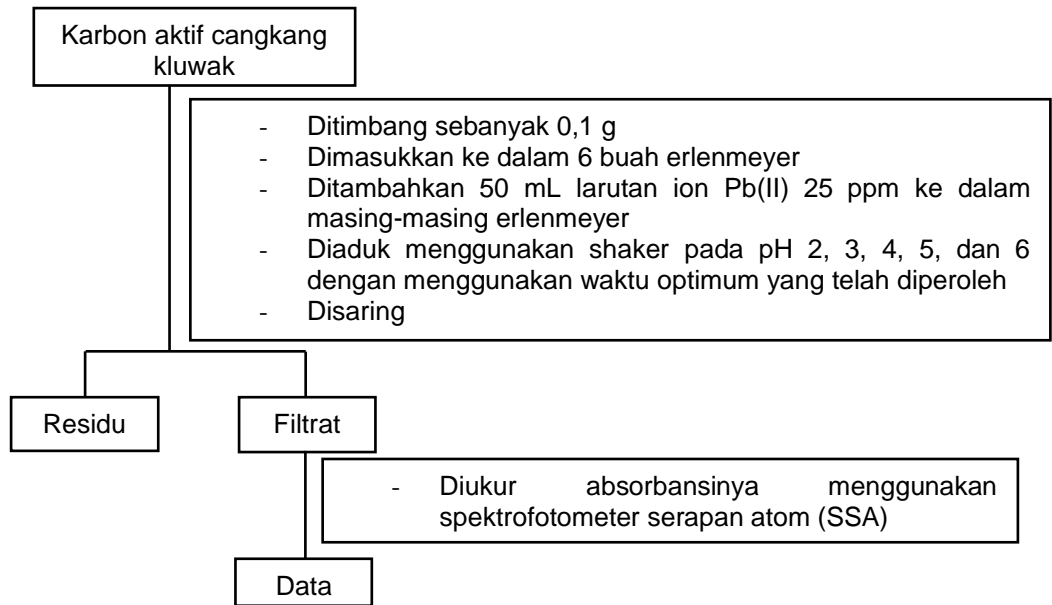 Karbon aktif cangkang
kluwak
- Ditimbang sebanyak 0,1 g
- Dimasukkan ke dalam 6 buah erlenmeyer
- Ditambahkan 50 mL larutan ion Pb(II) 25 ppm ke dalam
masing-masing erlenmeyer
- Diaduk menggunakan shaker pada pH 2, 3, 4, 5, dan 6
dengan menggunakan waktu optimum yang telah diperoleh
- Disaring
Residu
Filtrat
- Diukur absorbansinya menggunakan
spektrofotometer serapan atom (SSA)
Data